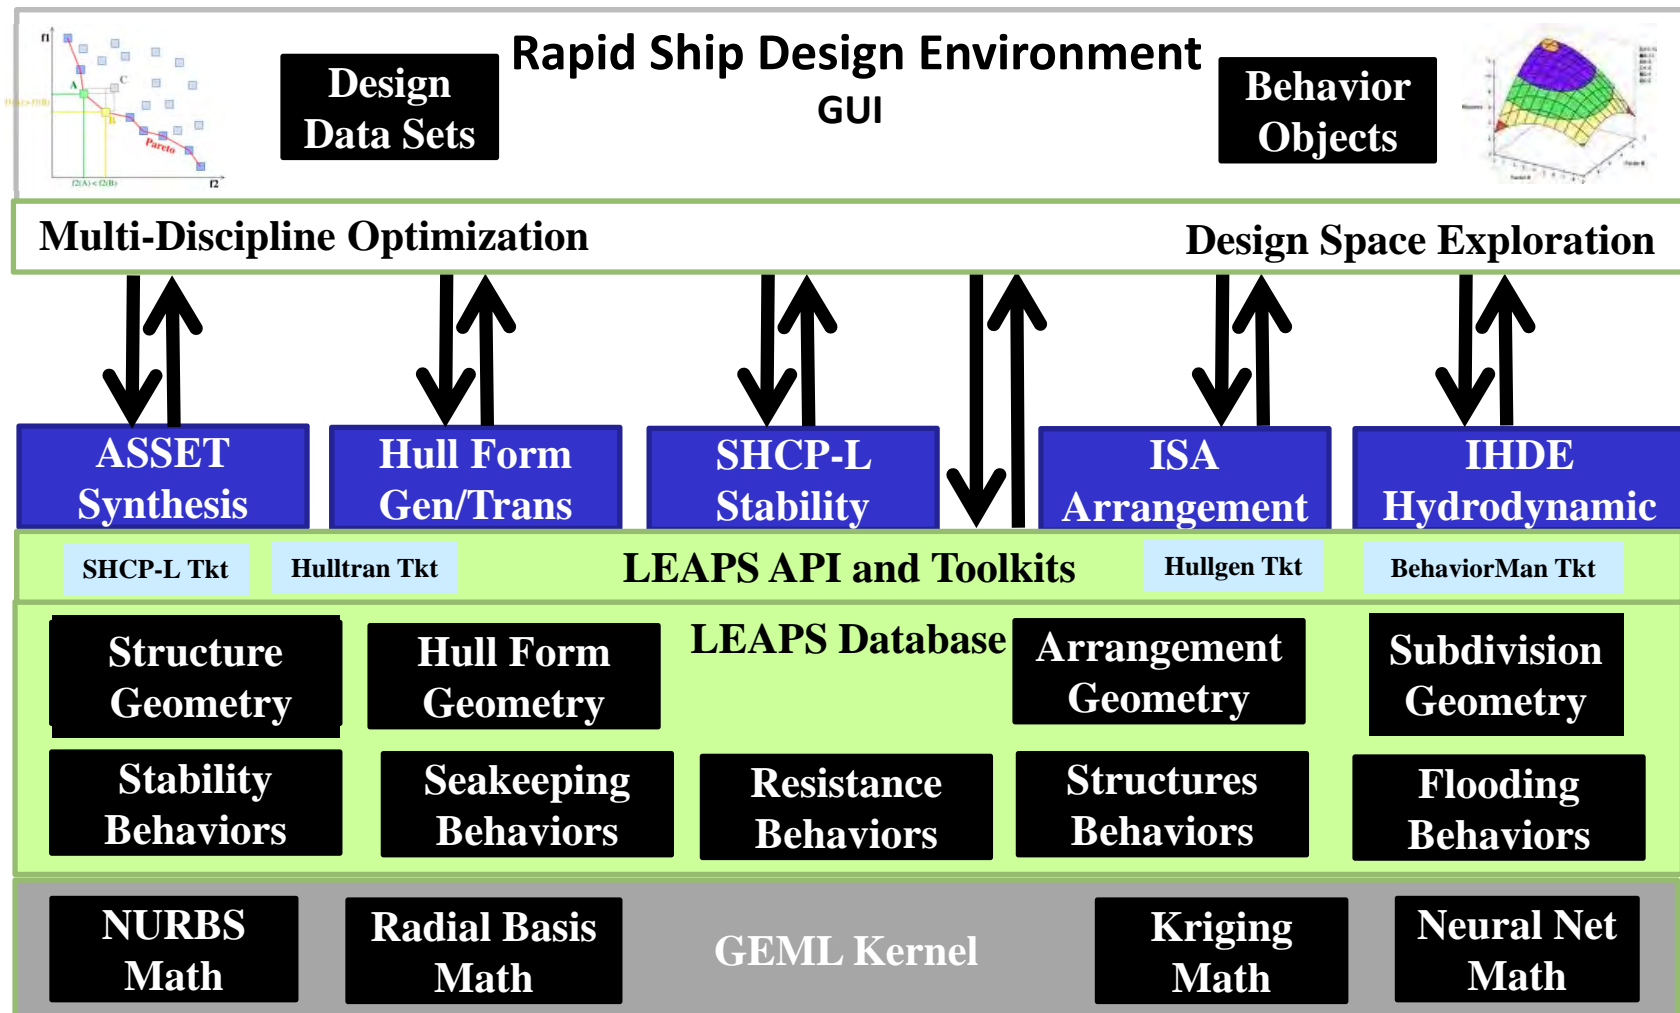 Rapid Ship Design Environment
GUI
f1
A
C
B
Pareto
f2(A) < f2(B)
f2
Design
Data Sets
Behavior
Objects
Multi-Discipline Optimization
Design Space Exploration
ASSET
Synthesis
Hull Form
Gen/Trans
SHCP-L
Stability
ISA
Arrangement
IHDE
Hydrodynamic
SHCP-L Tkt
Hulltran Tkt
LEAPS API and Toolkits
Hullgen Tkt
BehaviorMan Tkt
LEAPS Database
Structure
Geometry
Hull Form
Geometry
Arrangement
Geometry
Subdivision
Geometry
Stability
Behaviors
Seakeeping
Behaviors
Resistance
Behaviors
Structures
Behaviors
Flooding
Behaviors
NURBS
Math
Radial Basis
Math
GEML Kernel
Kriging
Math
Neural Net
Math